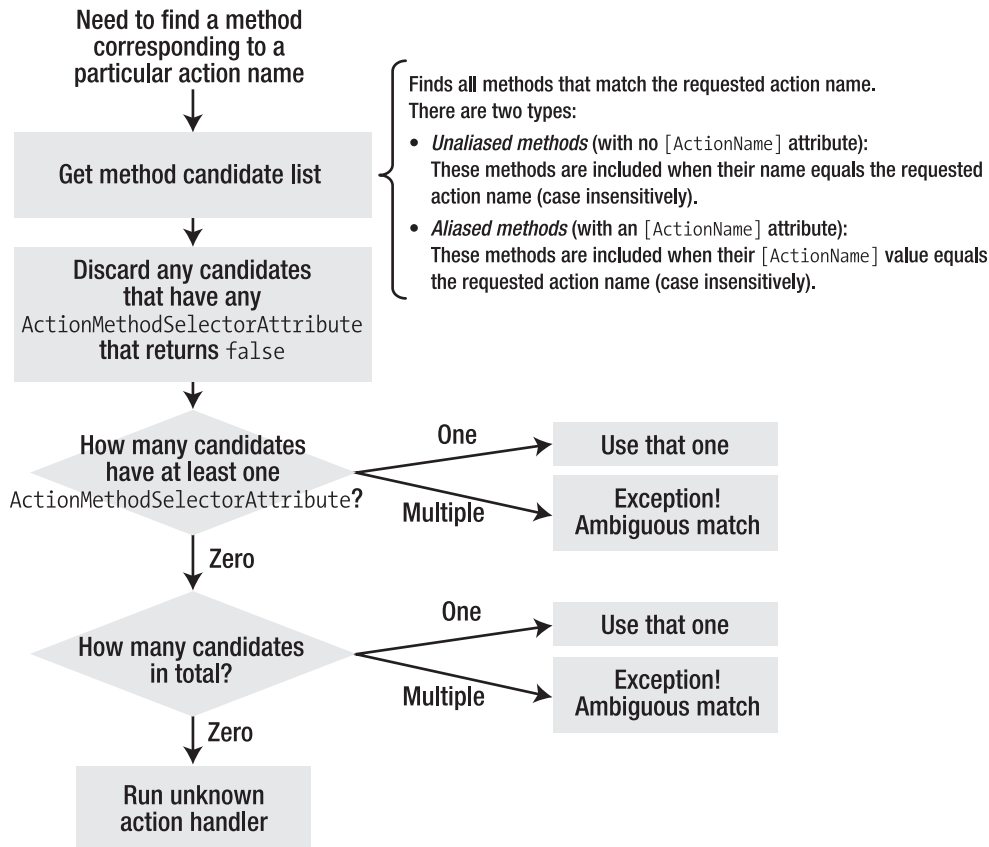 Need to find a method
corresponding to a
particular action name
Finds all methods that match the requested action name.
There are two types:
• Unaliased methods (with no [ActionName] attribute):
These methods are included when their name equals the requested
action name (case insensitively).
• Aliased methods (with an [ActionName] attribute):
These methods are included when their [ActionName] value equals
the requested action name (case insensitively).
Get method candidate list
Discard any candidates
that have any
ActionMethodSelectorAttribute
that returns false
How many candidates
have at least one
ActionMethodSelectorAttribute?
One
Use that one
Multiple
Exception!
Ambiguous match
Zero
How many candidates
in total?
One
Use that one
Multiple
Exception!
Ambiguous match
Zero
Run unknown
action handler